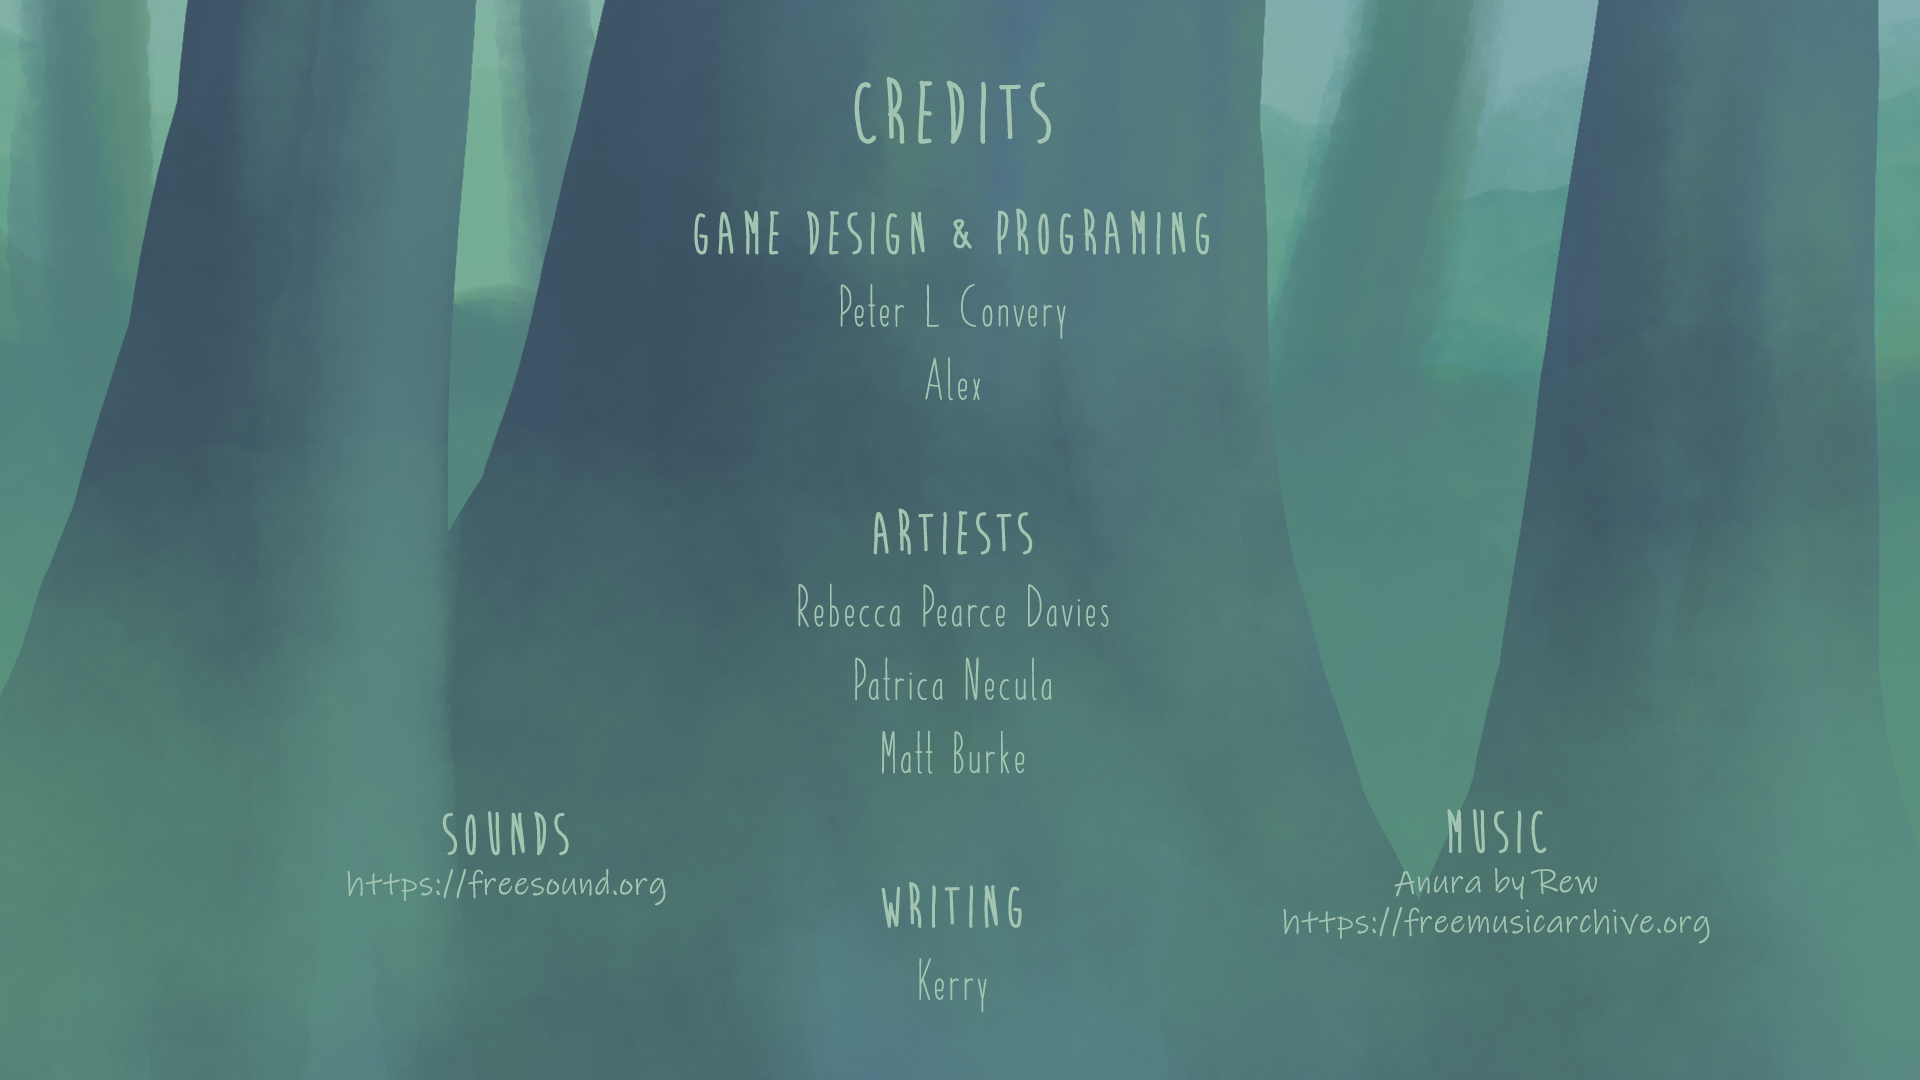 CREDITS
GAME DESIGN & PROGRAMING
Peter L Convery
Alex
ARTIESTS
Rebecca Pearce Davies
Patrica Necula
Matt Burke
SOUNDS
https://freesound.org
MUSIC
Anura by Rew
https://freemusicarchive.org
WRITING
Kerry